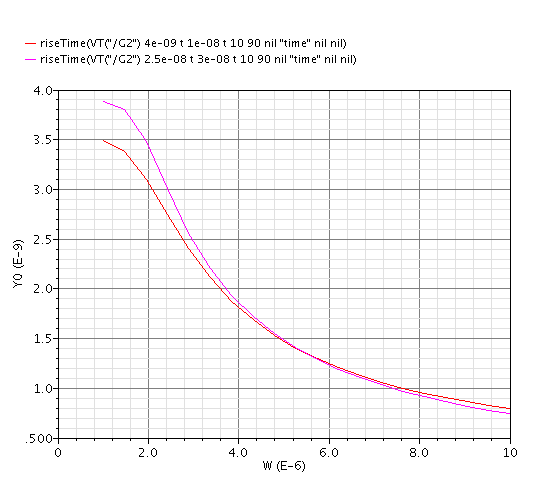 riseTime(VT("/G2") 4e-09 t 1e-08 t 10 90 nil "time" nil nil)
riseTime(VT("/G2") 2.5e-08 t 3e-08 t 10 90 nil "time" nil nil)
4.0
3.5
3.0
2.5
2.0
1.5
1.0
.500
Y0 (E-9)
0 2.0 4.0 6.0 8.0 10
W (E-6)